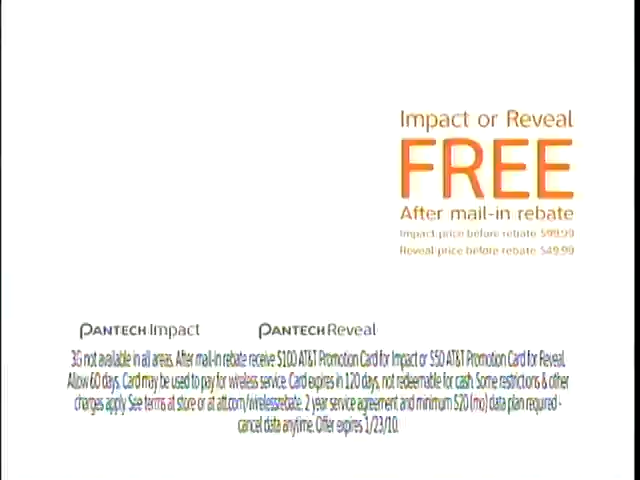 Impact or Reveal
FREE
After mail-in rebate
Impact price before rebate $99.99
Reveal price before rebate $49.99
PANTECH Impact
PANTECH Reveal
3G not available in all areas. After mail-in rebate receive $100 AT&T Promotion Card for Impact or $50 AT&T Promotion Card for Reveal.
Allow 60 days. Card may be used to pay for wireless service. Card expires in 120 days, not redeemable for cash. Some restrictions & other
charges apply. See terms at store or at att.com/wirelessrebate. 2 year service agreement and minimum $20 (mo) data plan required -
cancel data anytime. Offer expires 1/23/10.